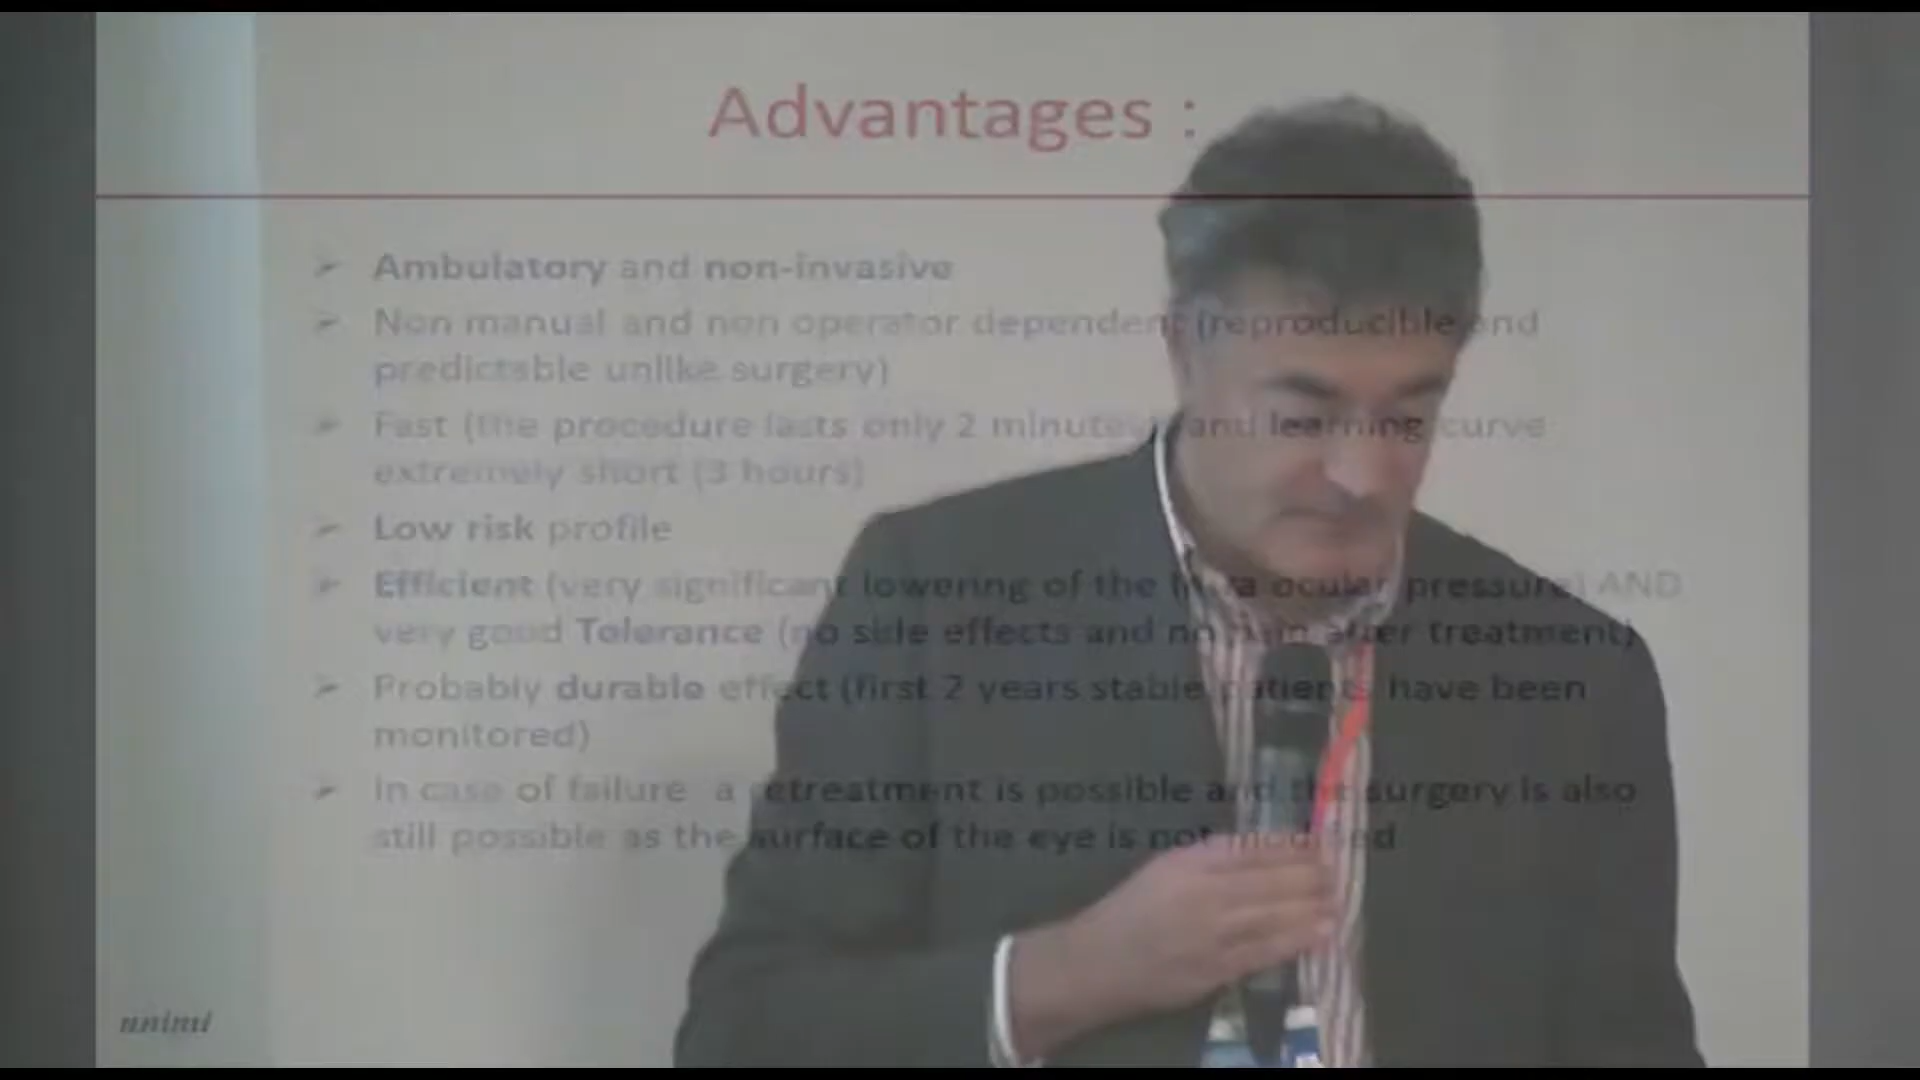 Advantages :
➢ Ambulatory and non-invasive
➢ Non manual and non operator dependent (reproducible and
predictable unlike surgery)
➢ Fast (the procedure lasts only 2 minutes) and learning curve
extremely short (3 hours)
➢ Low risk profile
➢ Efficient (very significant lowering of the intra ocular pressure) AND
very good Tolerance (no side effects and no pain after treatment)
➢ Probably durable effect (first 2 years stable patients have been
monitored)
➢ In case of failure a retreatment is possible and the surgery is also
still possible as the surface of the eye is not modified